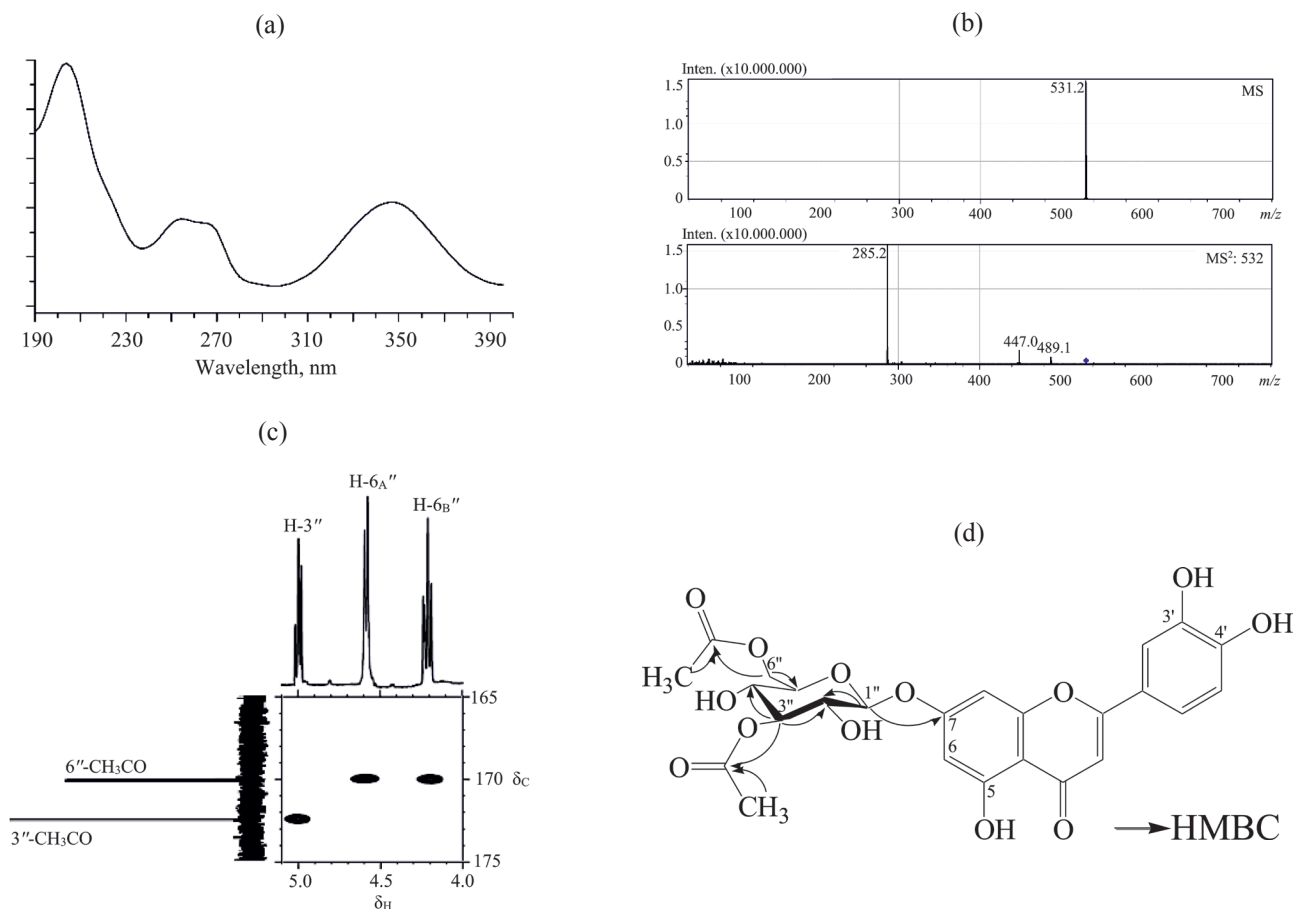 (a)
190 230 270 310 350 390
Wavelength, nm
(b)
Inten. (x10.000.000)
1.5
531.2
MS
1.0
0.5
0
100 200 300 400 500 600 700 m/z
Inten. (x10.000.000)
1.5
285.2
MS²: 532
1.0
0.5
447.0
489.1
0
100 200 300 400 500 600 700 m/z
(c)
H-6A″
H-3″
H-6B″
165
6″-CH₃CO
170 δC
3″-CH₃CO
175
5.0 4.5 4.0
δH
(d)
OH
3'
OH
4'
O
O
6"
H₃C
O
1"
O
O
HO
3"
OH
7
O
6
O
5
CH₃
OH
O
HMBC